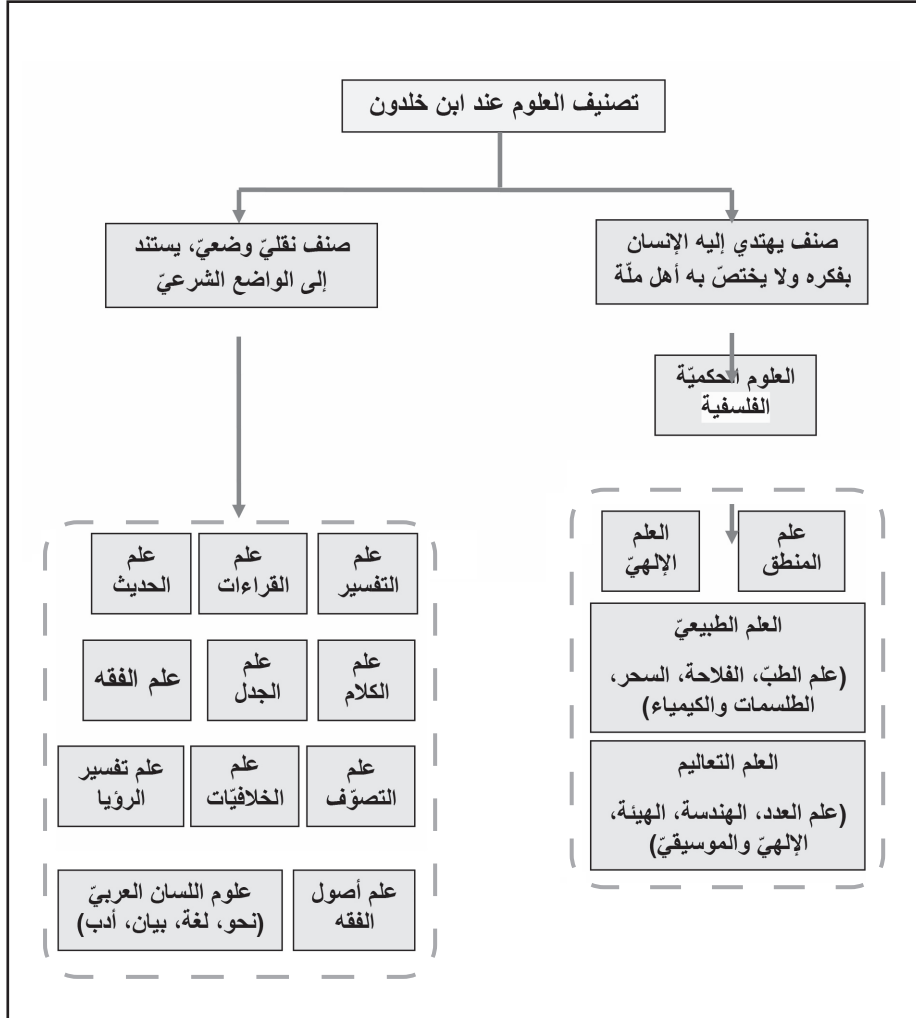 تصنيف العلوم عند ابن خلدون
صنف يهتدي إليه الإنسان
بفكره ولا يختصّ به أهل ملّة
العلوم الحكميّة
الفلسفية
علم
المنطق
العلم
الإلهيّ
العلم الطبيعيّ
(علم الطبّ، الفلاحة، السحر،
الطلسمات والكيمياء)
العلم التعاليم
(علم العدد، الهندسة، الهيئة،
الإلهيّ والموسيقيّ)
صنف نقليّ وضعيّ، يستند
إلى الواضع الشرعيّ
علم
التفسير
علم
القراءات
علم
الحديث
علم
الكلام
علم
الجدل
علم الفقه
علم
التصوّف
علم
الخلافيّات
علم تفسير
الرؤيا
علم أصول
الفقه
علوم اللسان العربيّ
(نحو، لغة، بيان، أدب)